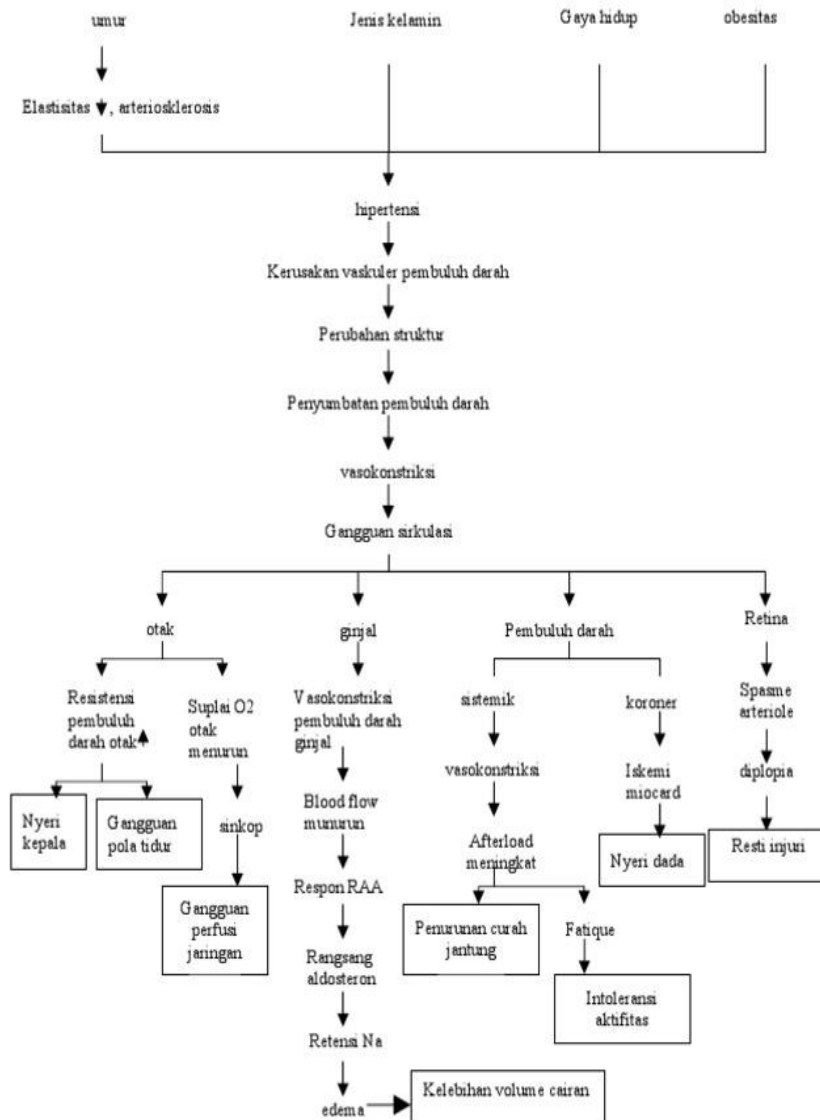 umur
Jenis kelamin
Gaya hidup
obesitas
Elastisitas , arteriosklerosis
hipertensi
Kerusakan vaskuler pembuluh darah
Perubahan struktur
Penyumbatan pembuluh darah
vasokonstriksi
Gangguan sirkulasi
otak
ginjal
Pembuluh darah
Retina
Resistensi
pembuluh
darah otak
Suplai O2
otak
menurun
Vasokonstriksi
pembuluh darah
ginjal
sistemik
koroner
Spasme
arteriole
vasokonstriksi
Iskemi
miocard
diplopia
Nyeri
kepala
Gangguan
pola tidur
sinkop
Blood flow
munurun
Afterload
meningkat
Nyeri dada
Resti injuri
Gangguan
perfusi
jaringan
Respon RAA
Penurunan curah
jantung
Fatique
Rangsang
aldosteron
Intoleransi
aktifitas
Retensi Na
edema
Kelebihan volume cairan